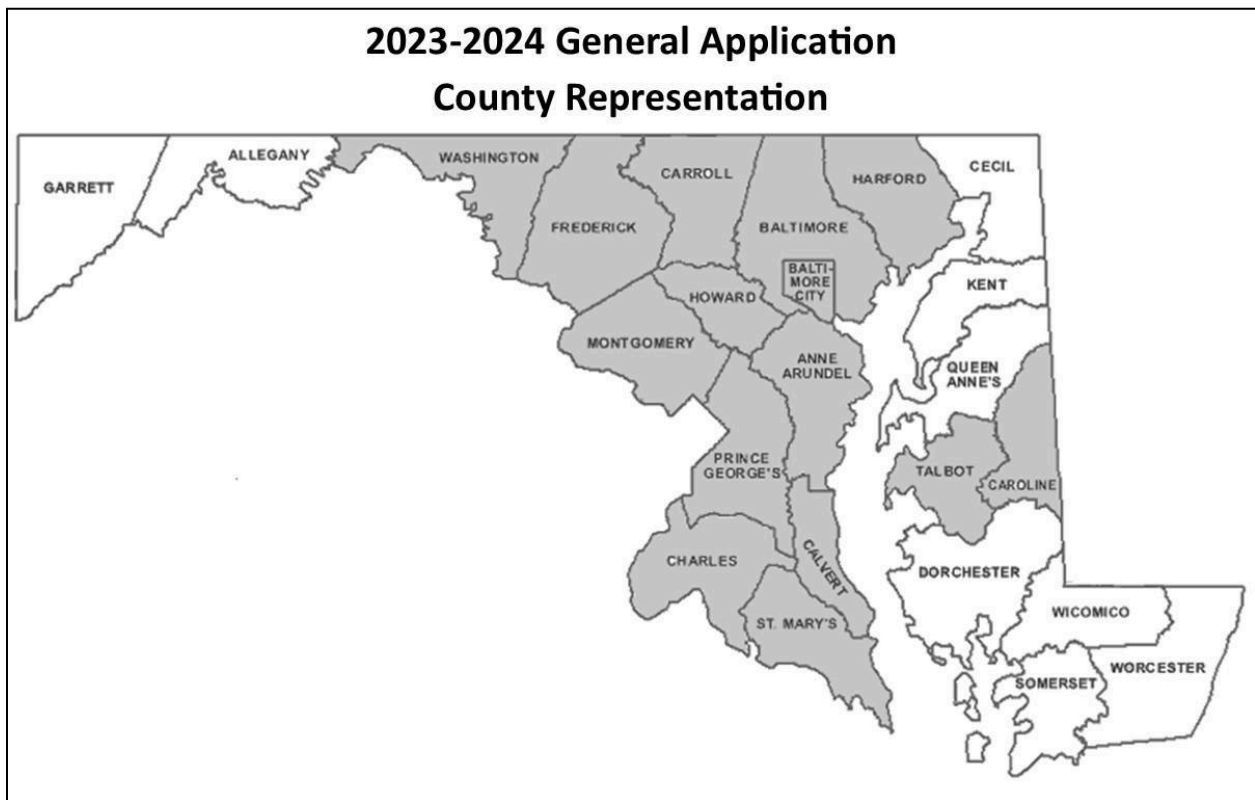 2023-2024 General Application
County Representation
GARRETT
ALLEGANY
WASHINGTON
FREDERICK
CARROLL
BALTIMORE
HARFORD
CECIL
BALTI-
MORE
CITY
HOWARD
KENT
MONTGOMERY
ANNE
ARUNDEL
QUEEN
ANNE'S
PRINCE
GEORGE'S
TALBOT
CAROLINE
CHARLES
CALVERT
DORCHESTER
ST. MARY'S
WICOMICO
SOMERSET
WORCESTER